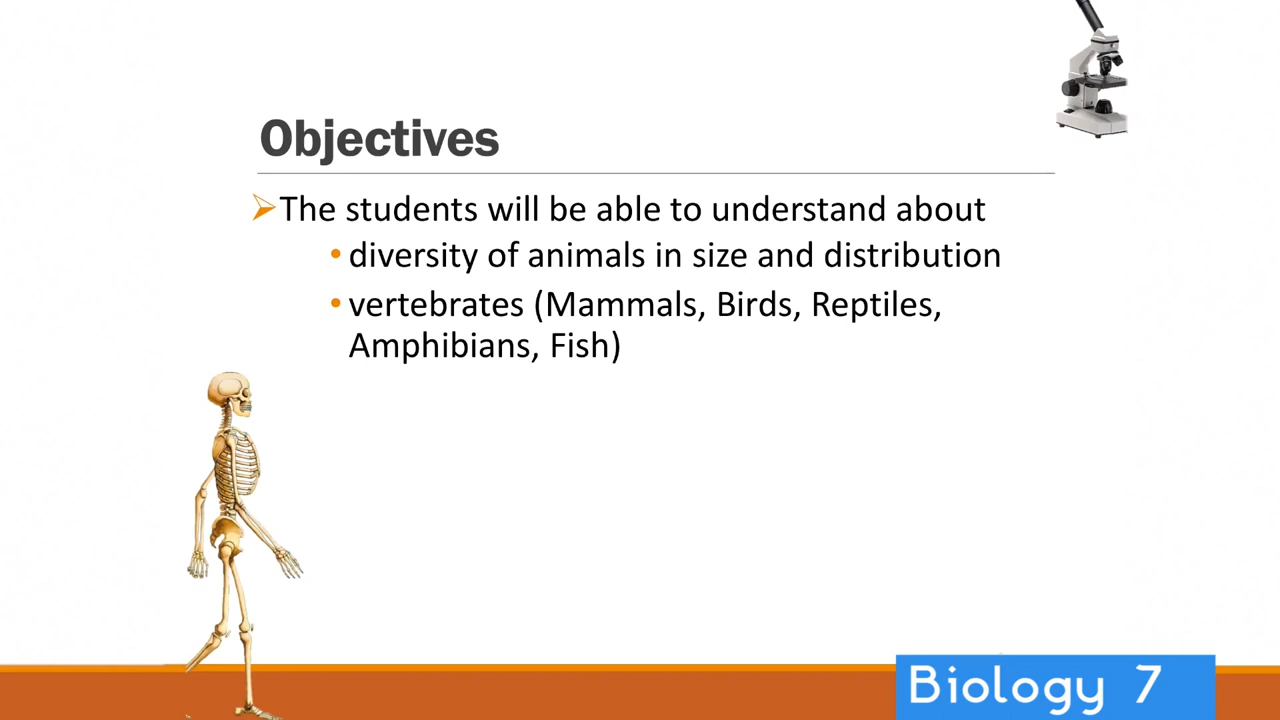 Objectives
The students will be able to understand about
diversity of animals in size and distribution
vertebrates (Mammals, Birds, Reptiles,
Amphibians, Fish)
Biology 7